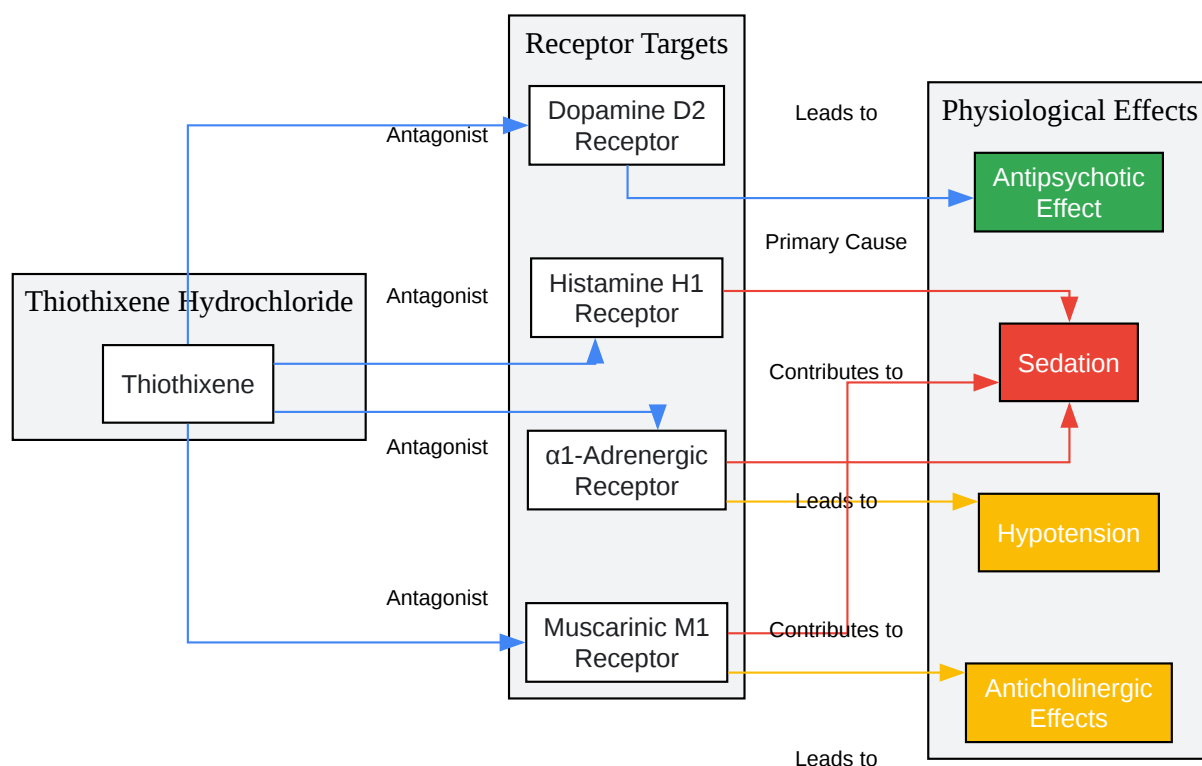 Receptor Targets
Dopamine D2
Receptor
Leads to
Physiological Effects
Antagonist
Antipsychotic
Effect
Primary Cause
Thiothixene Hydrochloride
Antagonist
Histamine H1
Receptor
Thiothixene
Contributes to
Sedation
Antagonist
α1-Adrenergic
Receptor
Leads to
Hypotension
Antagonist
Muscarinic M1
Receptor
Contributes to
Anticholinergic
Effects
Leads to